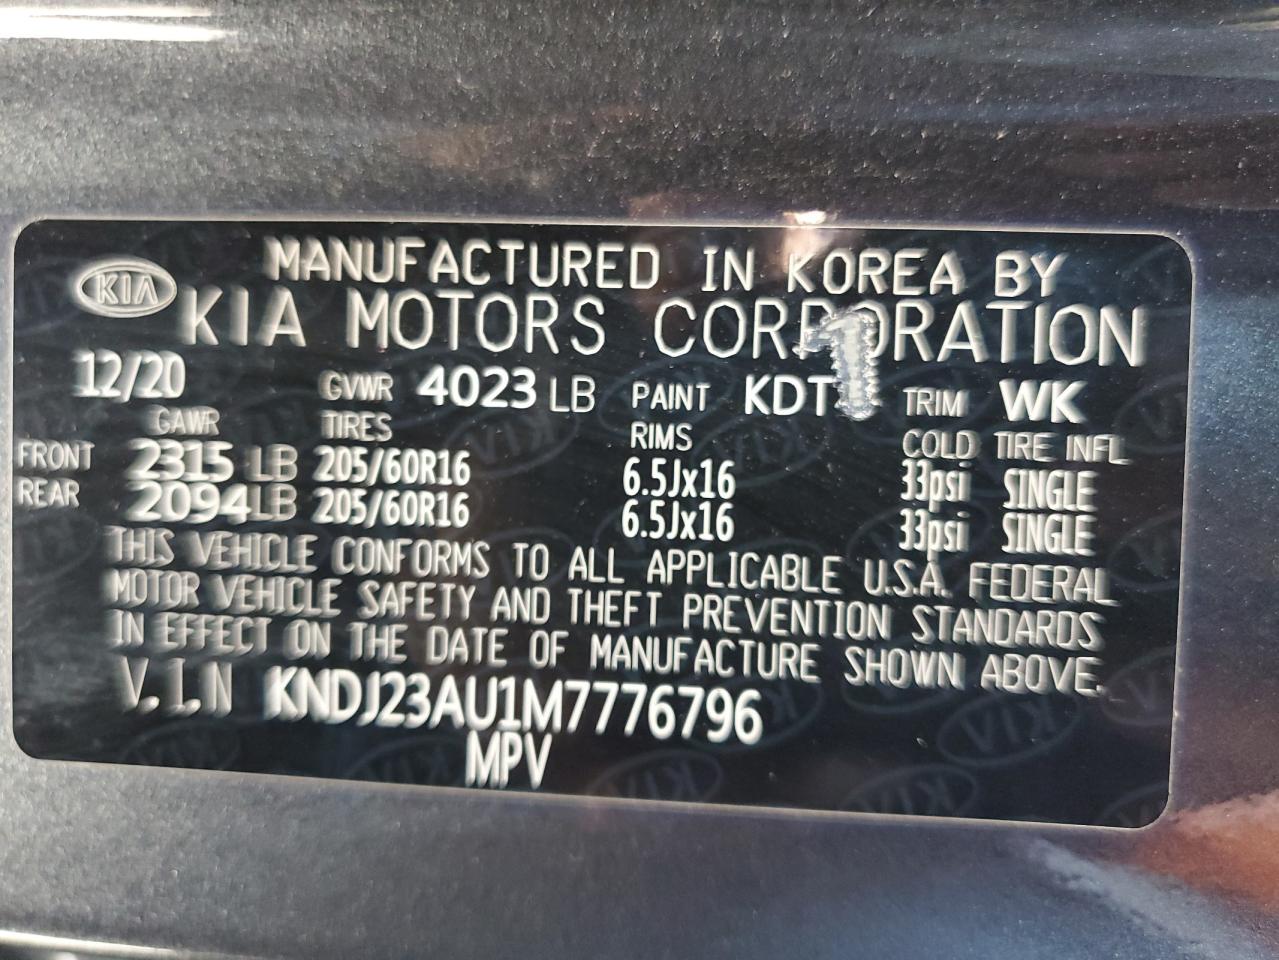 MANUFACTURED IN KOREA BY
KIA KIA MOTORS CORPORATION
1
12/20 GVWR 4023 LB PAINT KDT TRIM WK
GAWR TIRES RIMS COLD TIRE INFL
FRONT 2315 LB 205/60R16 6.5Jx16 33psi SINGLE
REAR 2094 LB 205/60R16 6.5Jx16 33psi SINGLE
THIS VEHICLE CONFORMS TO ALL APPLICABLE U.S.A. FEDERAL
MOTOR VEHICLE SAFETY AND THEFT PREVENTION STANDARDS
IN EFFECT ON THE DATE OF MANUFACTURE SHOWN ABOVE.
V.I.N KNDJ23AU1M7776796
MPV